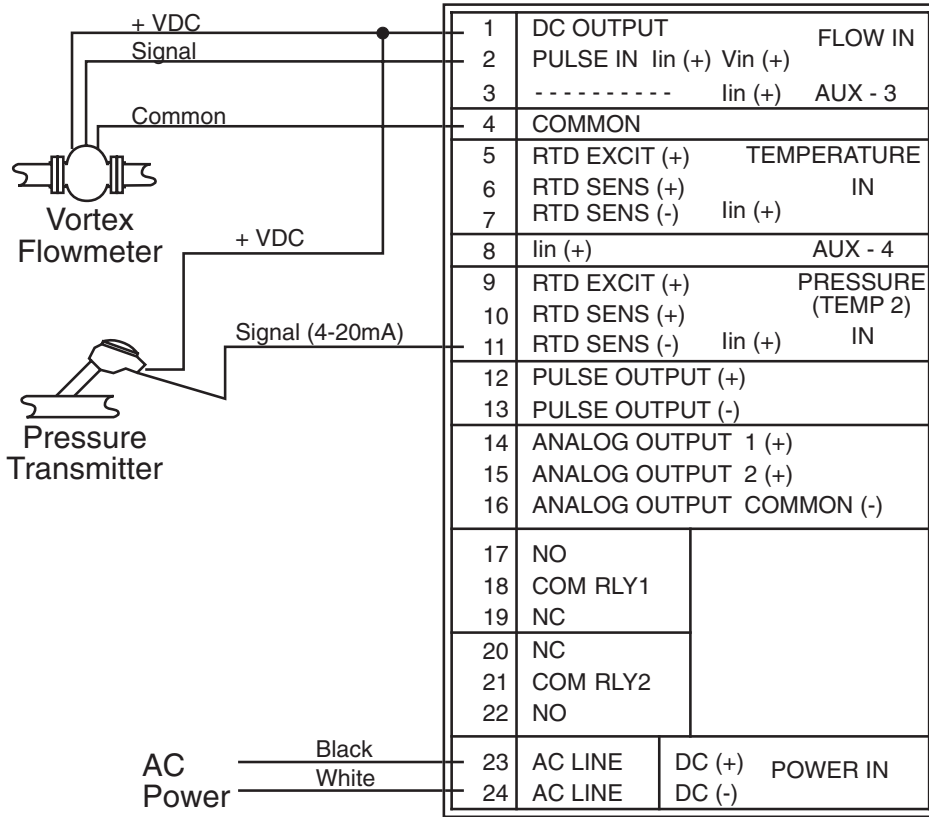 + VDC
Signal
Common
Vortex
Flowmeter
+ VDC
Signal (4-20mA)
Pressure
Transmitter
AC
Power
Black
White
1 DC OUTPUT FLOW IN
2 PULSE IN Iin (+) Vin (+)
3 - - - - - - - - - - Iin (+) AUX - 3
4 COMMON
5 RTD EXCIT (+) TEMPERATURE
6 RTD SENS (+) IN
7 RTD SENS (-) Iin (+)
8 Iin (+) AUX - 4
9 RTD EXCIT (+) PRESSURE
10 RTD SENS (+) (TEMP 2)
11 RTD SENS (-) Iin (+) IN
12 PULSE OUTPUT (+)
13 PULSE OUTPUT (-)
14 ANALOG OUTPUT 1 (+)
15 ANALOG OUTPUT 2 (+)
16 ANALOG OUTPUT COMMON (-)
17 NO
18 COM RLY1
19 NC
20 NC
21 COM RLY2
22 NO
23 AC LINE DC (+) POWER IN
24 AC LINE DC (-)